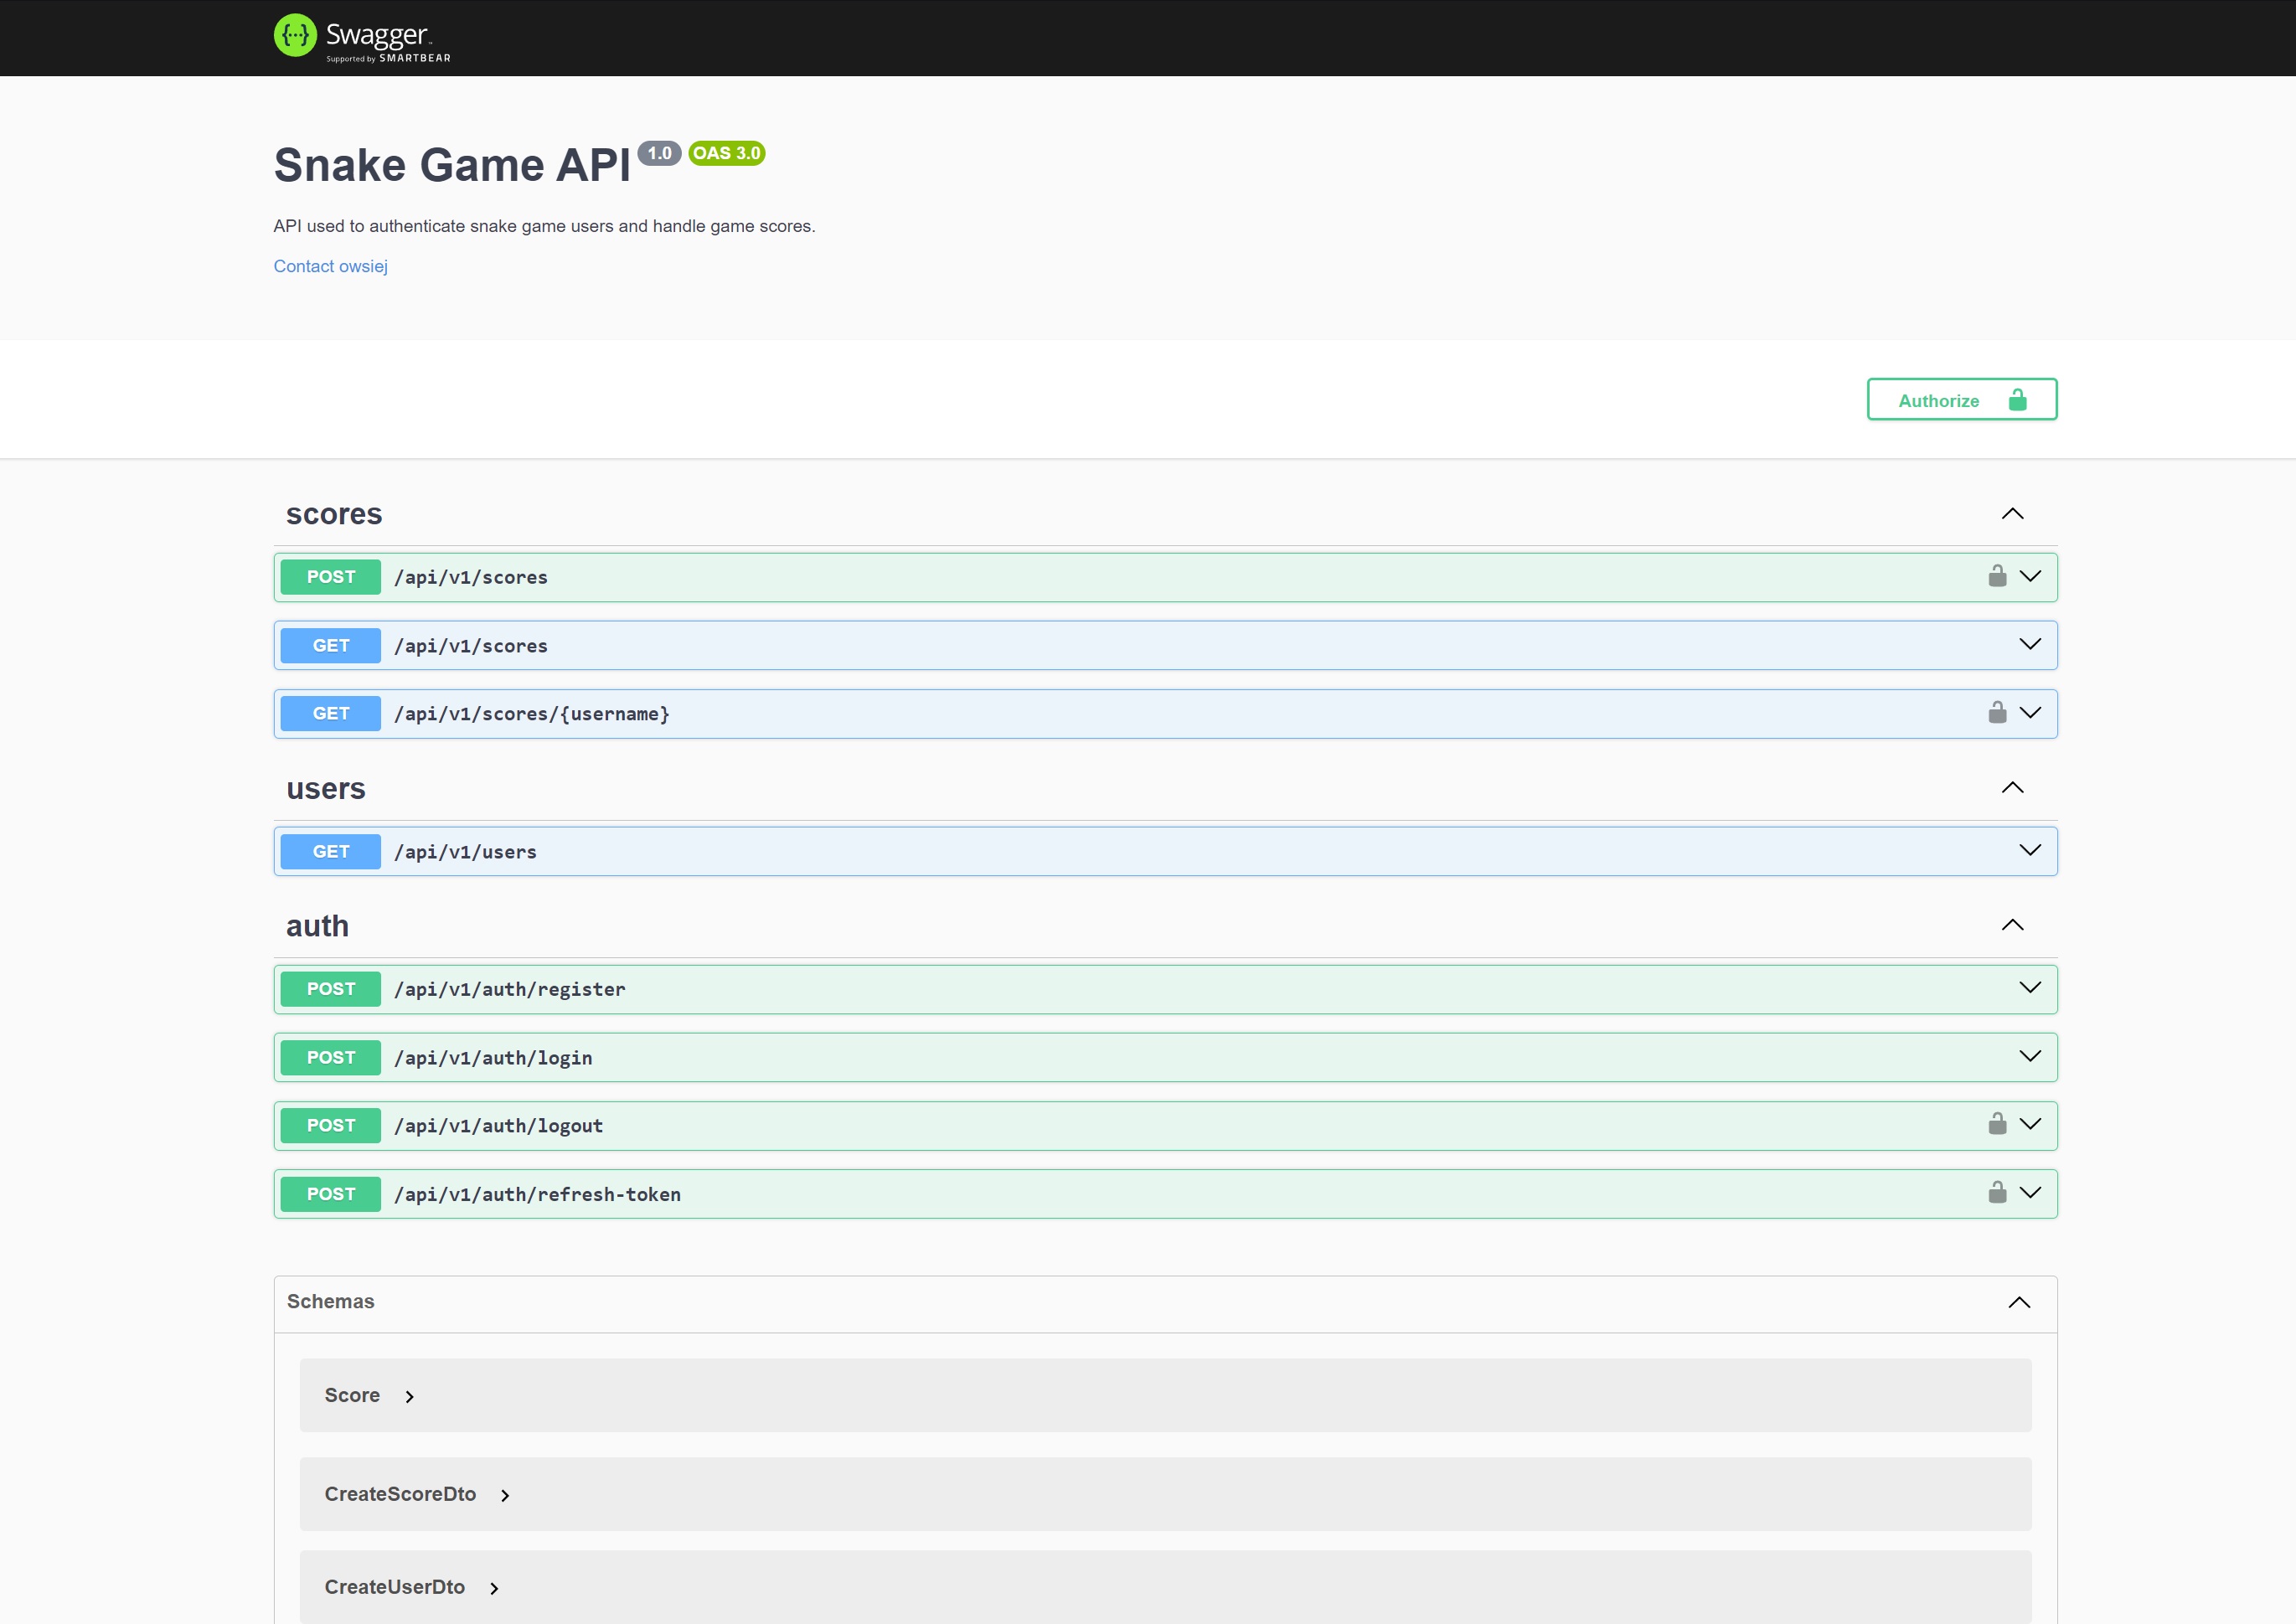 Swagger
Supported by SMARTBEAR
Snake Game API 1.0 OAS 3.0
API used to authenticate snake game users and handle game scores.
Contact owsiej
Authorize
scores
POST /api/v1/scores
GET /api/v1/scores
GET /api/v1/scores/{username}
users
GET /api/v1/users
auth
POST /api/v1/auth/register
POST /api/v1/auth/login
POST /api/v1/auth/logout
POST /api/v1/auth/refresh-token
Schemas
Score
CreateScoreDto
CreateUserDto